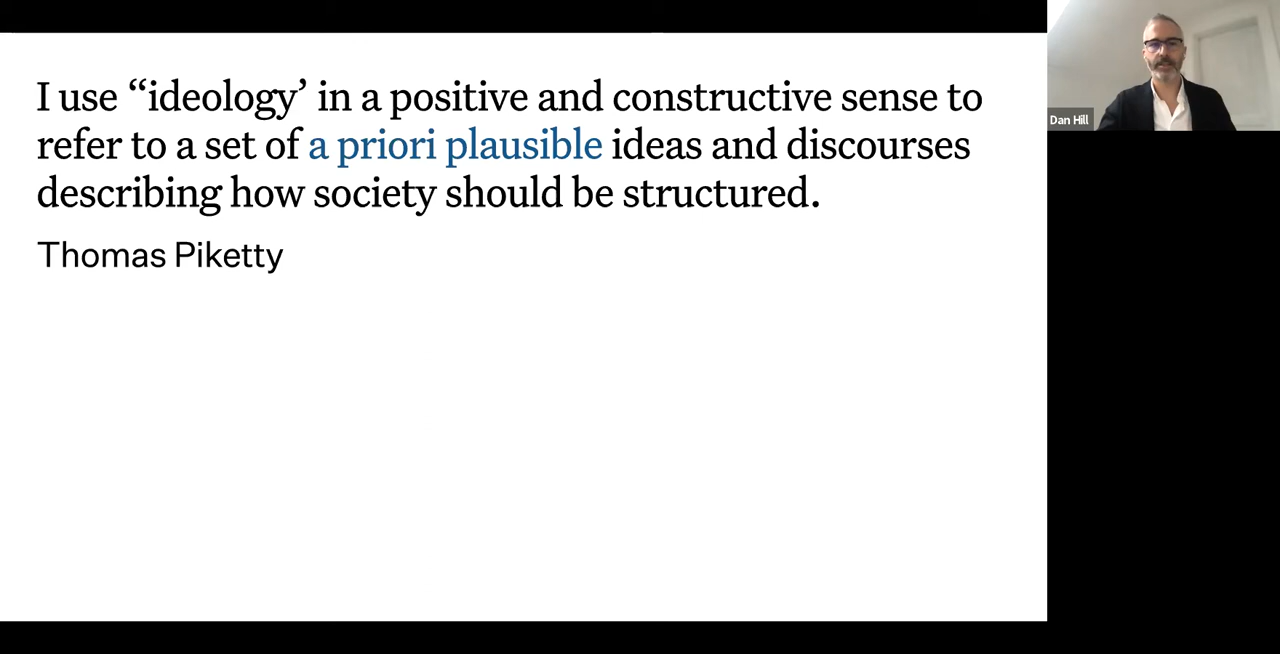 I use “ideology’ in a positive and constructive sense to
refer to a set of a priori plausible ideas and discourses
describing how society should be structured.
Thomas Piketty
Dan Hill